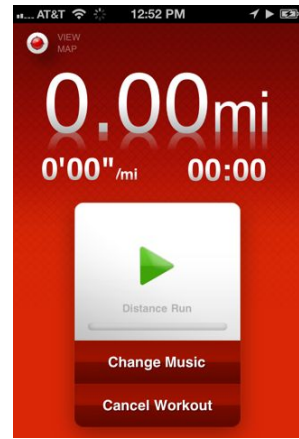 AT&T 12:52 PM
VIEW
MAP
0.00mi
0'00"/mi 00:00
Distance Run
Change Music
Cancel Workout